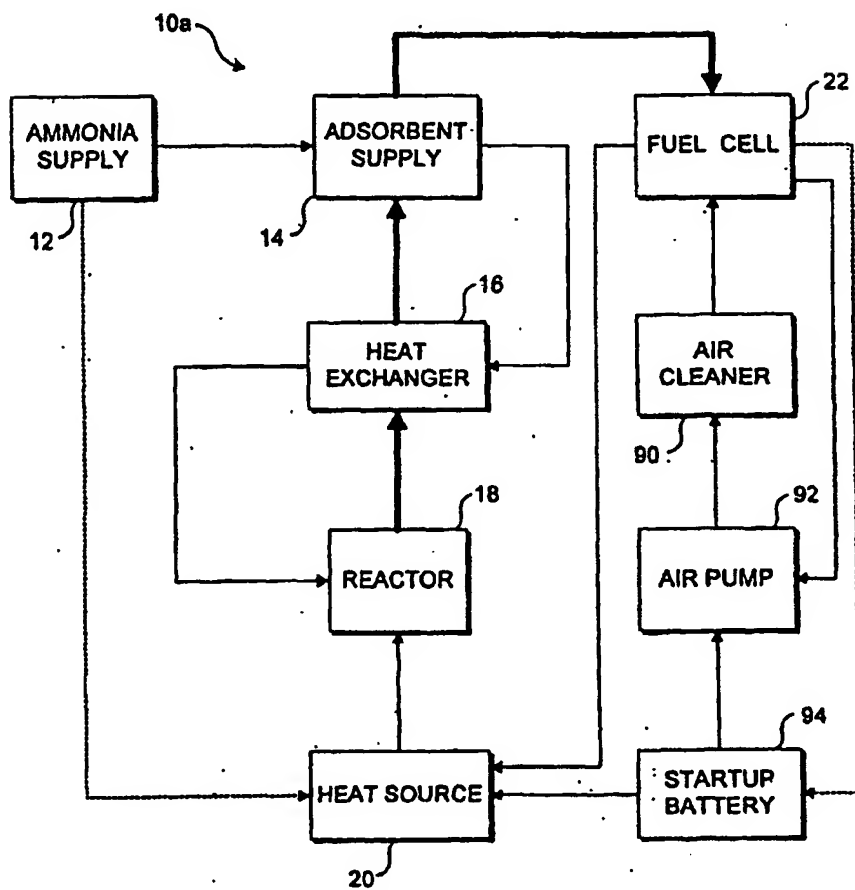 10a
22
AMMONIA
SUPPLY
ADSORBENT
SUPPLY
FUEL CELL
12
14
16
HEAT
EXCHANGER
AIR
CLEANER
90
18
92
REACTOR
AIR PUMP
94
HEAT SOURCE
STARTUP
BATTERY
20